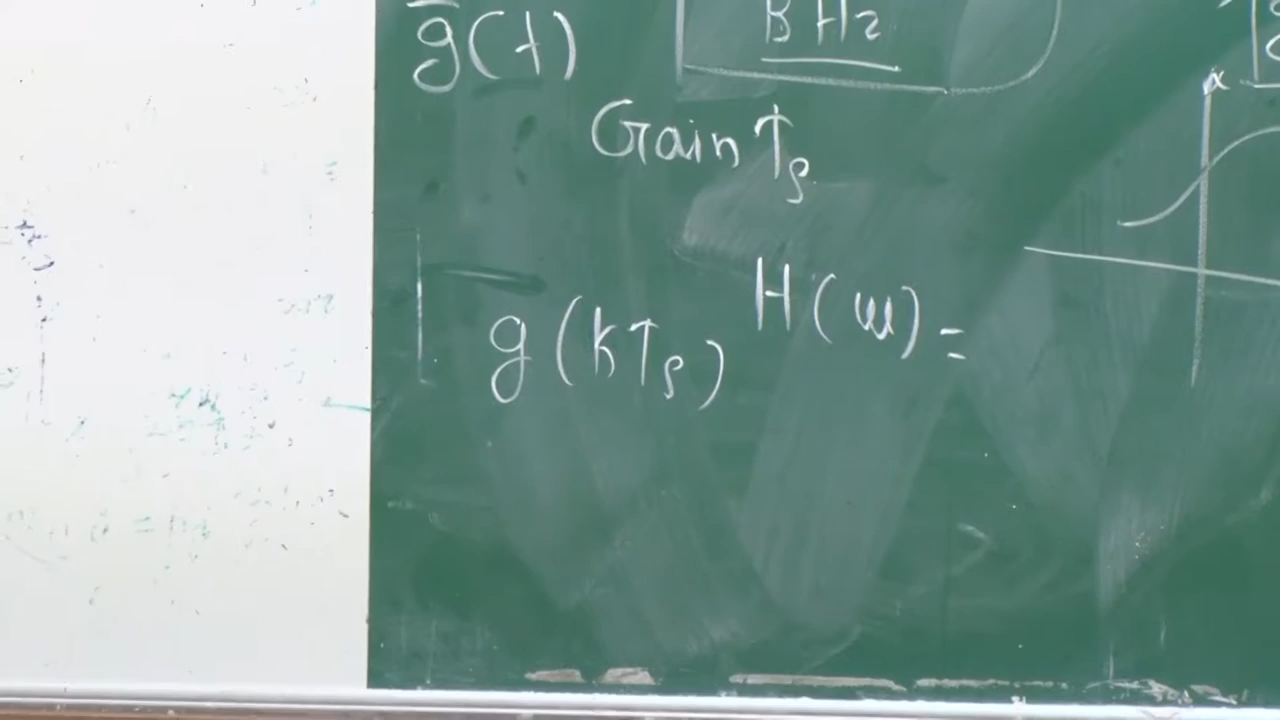 g̅(t)
B Hz
Gain Ts
g(kTs)
H(ω) =